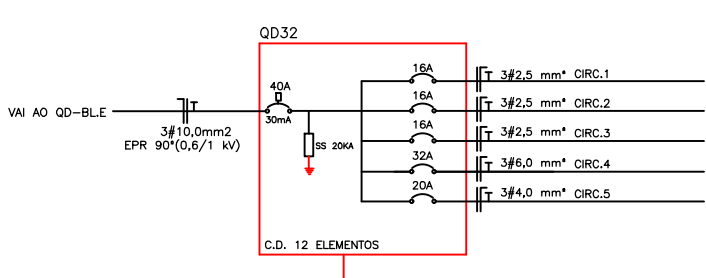 QD32
VAI AO QD-BL.E
3#10,0mm2
EPR 90°(0,6/1 kV)
T
40A
30mA
SS 20KA
16A
T 3#2,5 mm² CIRC.1
16A
T 3#2,5 mm² CIRC.2
16A
T 3#2,5 mm² CIRC.3
32A
T 3#6,0 mm² CIRC.4
20A
T 3#4,0 mm² CIRC.5
C.D. 12 ELEMENTOS